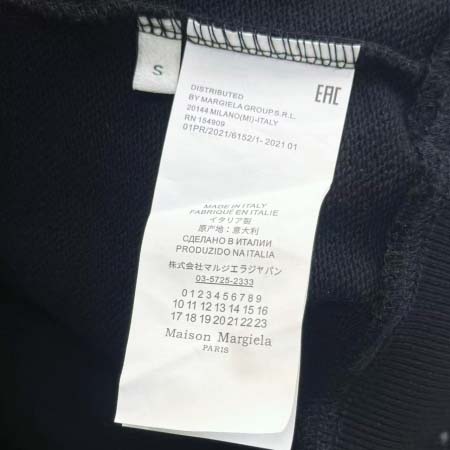 S
DISTRIBUTED
BY MARGIELA GROUP S.R.L.
20144 MILANO(MI)-ITALY
RN 154909
01PR/2021/6152/1- 2021 01
EAC
MADE IN ITALY
FABRIQUÉ EN ITALIE
イタリア製
原产地:意大利
СДЕЛАНО В ИТАЛИИ
PRODUZIDO NA ITALIA
株式会社マルジエラジャパン
03-5725-2333
0 1 2 3 4 5 6 7 8 9
10 11 12 13 14 15 16
17 18 19 20 21 22 23
Maison Margiela
PARIS